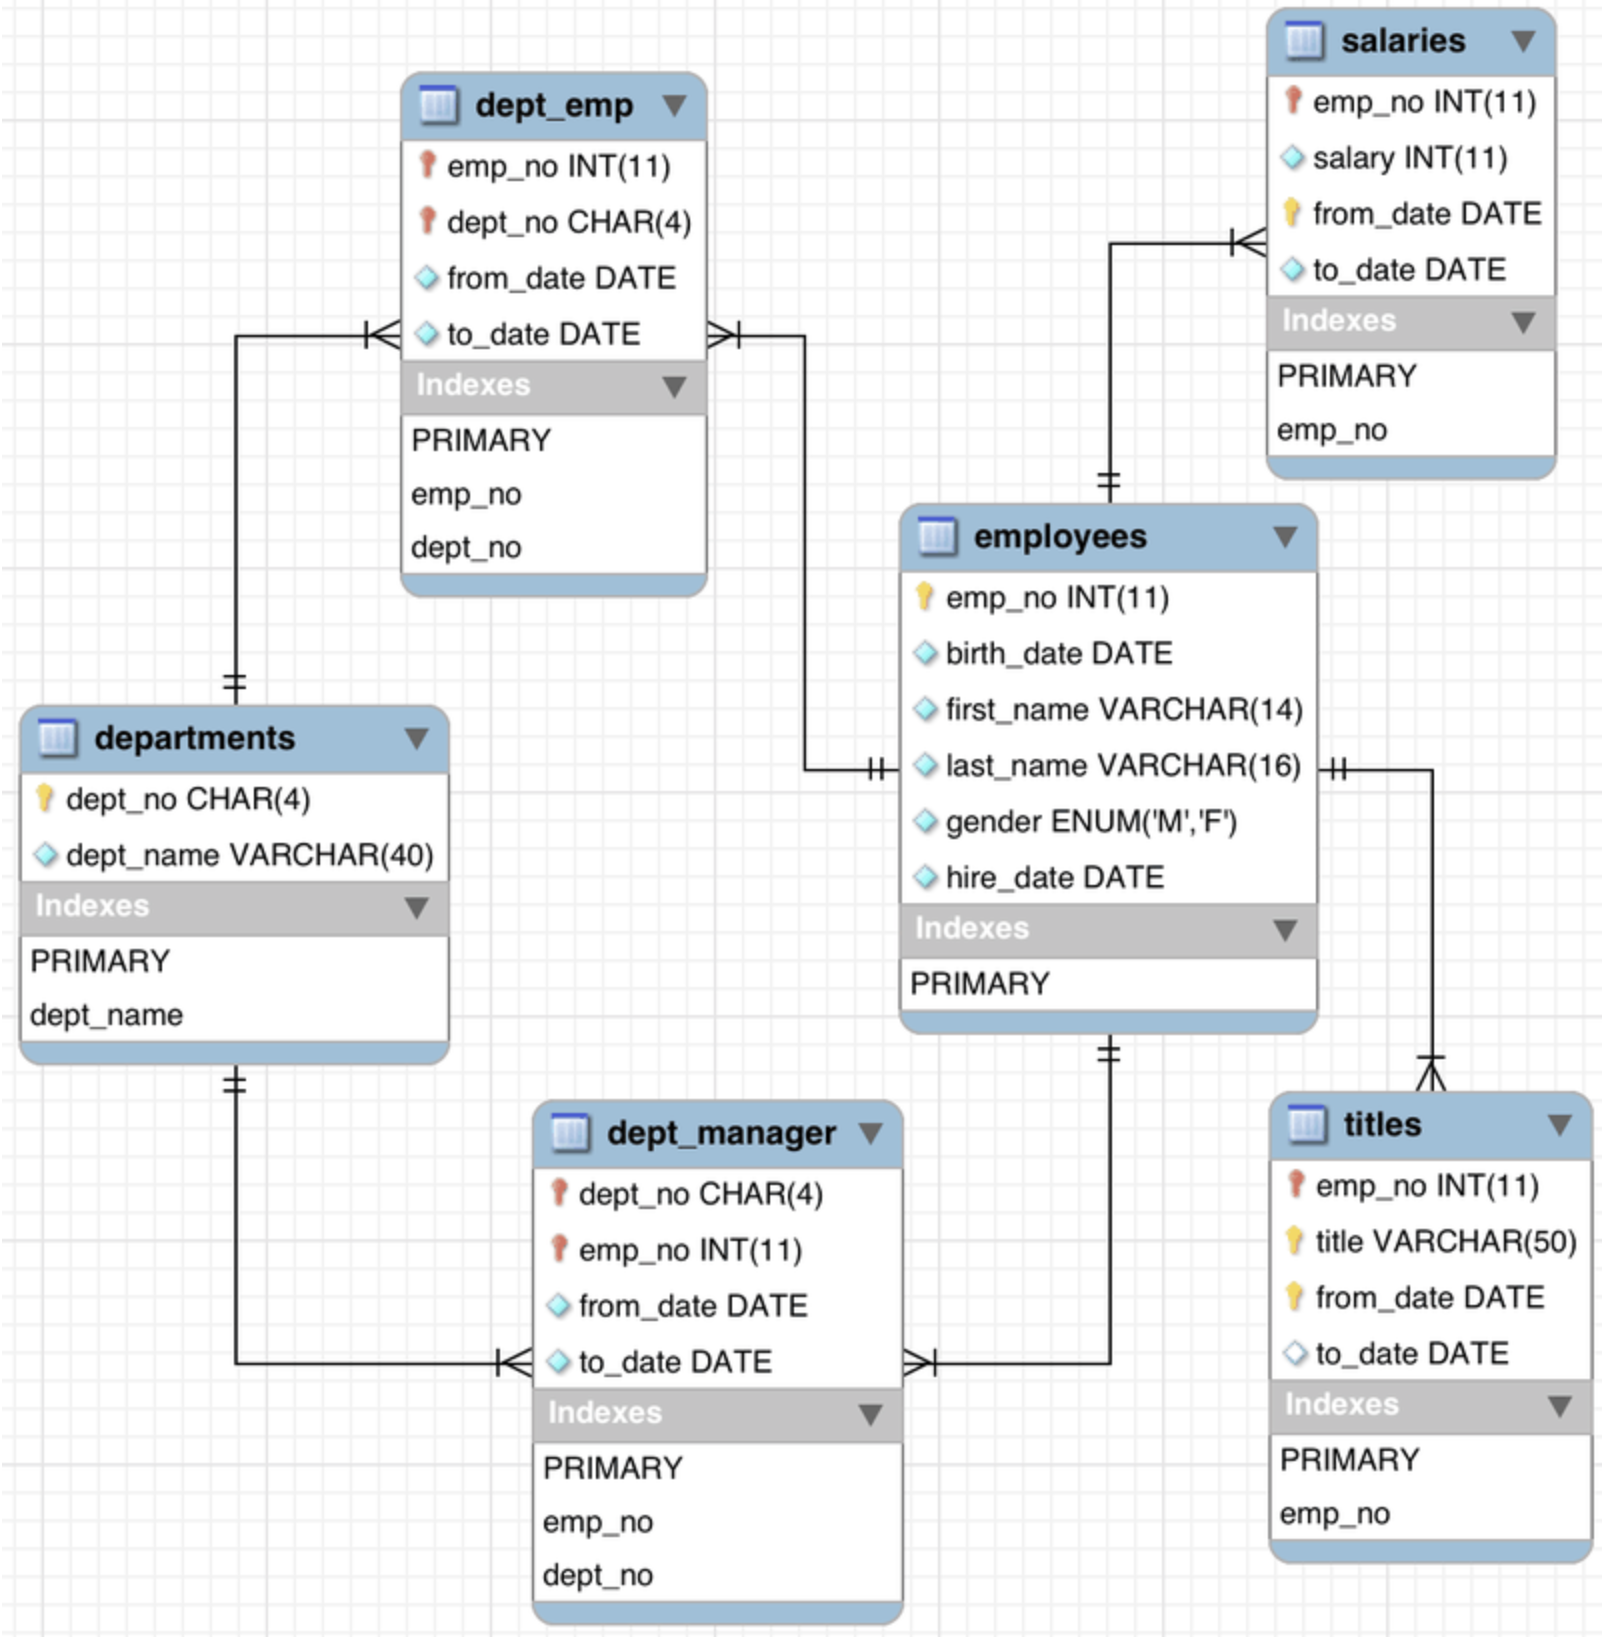 salaries
emp_no INT(11)
salary INT(11)
from_date DATE
to_date DATE
Indexes
PRIMARY
emp_no
dept_emp
emp_no INT(11)
dept_no CHAR(4)
from_date DATE
to_date DATE
Indexes
PRIMARY
emp_no
dept_no
employees
emp_no INT(11)
birth_date DATE
first_name VARCHAR(14)
last_name VARCHAR(16)
gender ENUM('M','F')
hire_date DATE
Indexes
PRIMARY
departments
dept_no CHAR(4)
dept_name VARCHAR(40)
Indexes
PRIMARY
dept_name
dept_manager
dept_no CHAR(4)
emp_no INT(11)
from_date DATE
to_date DATE
Indexes
PRIMARY
emp_no
dept_no
titles
emp_no INT(11)
title VARCHAR(50)
from_date DATE
to_date DATE
Indexes
PRIMARY
emp_no